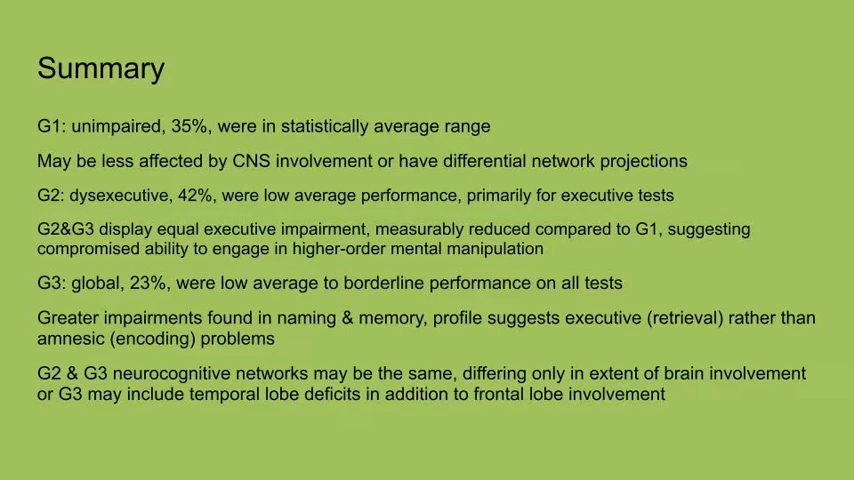 Summary
G1: unimpaired, 35%, were in statistically average range
May be less affected by CNS involvement or have differential network projections
G2: dysexecutive, 42%, were low average performance, primarily for executive tests
G2&G3 display equal executive impairment, measurably reduced compared to G1, suggesting
compromised ability to engage in higher-order mental manipulation
G3: global, 23%, were low average to borderline performance on all tests
Greater impairments found in naming & memory, profile suggests executive (retrieval) rather than
amnesic (encoding) problems
G2 & G3 neurocognitive networks may be the same, differing only in extent of brain involvement
or G3 may include temporal lobe deficits in addition to frontal lobe involvement